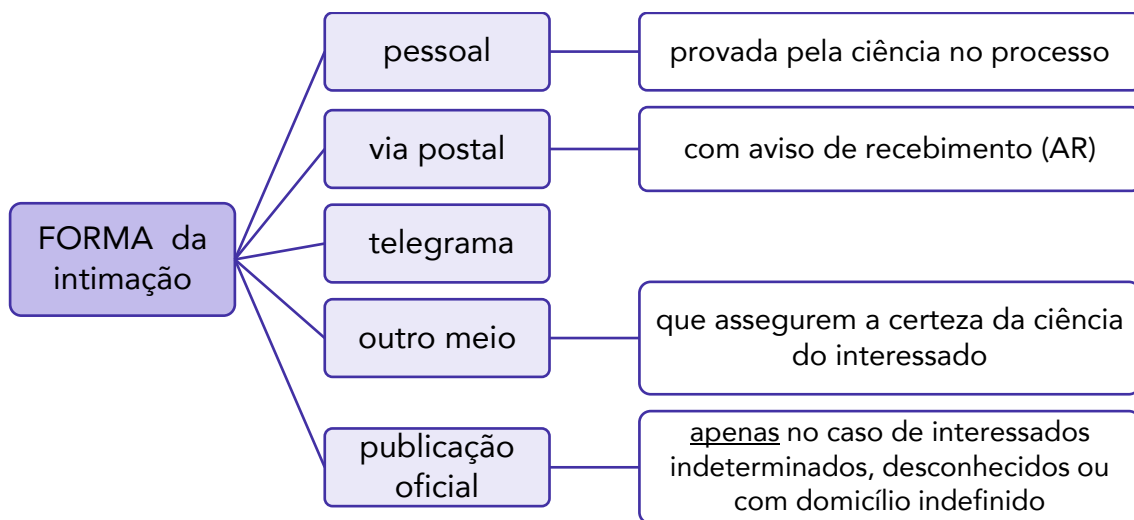 pessoal
provada pela ciência no processo
via postal
com aviso de recebimento (AR)
FORMA da
intimação
telegrama
outro meio
que assegurem a certeza da ciência
do interessado
publicação
oficial
apenas no caso de interessados
indeterminados, desconhecidos ou
com domicílio indefinido